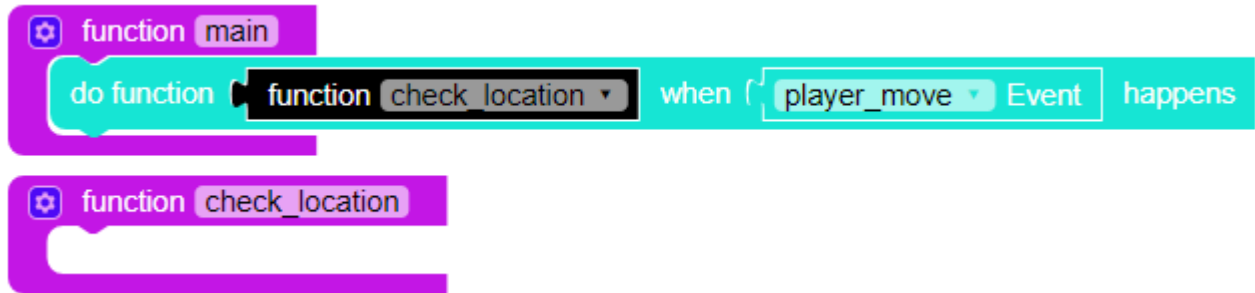 function main
do function function check_location when player_move Event happens
function check_location